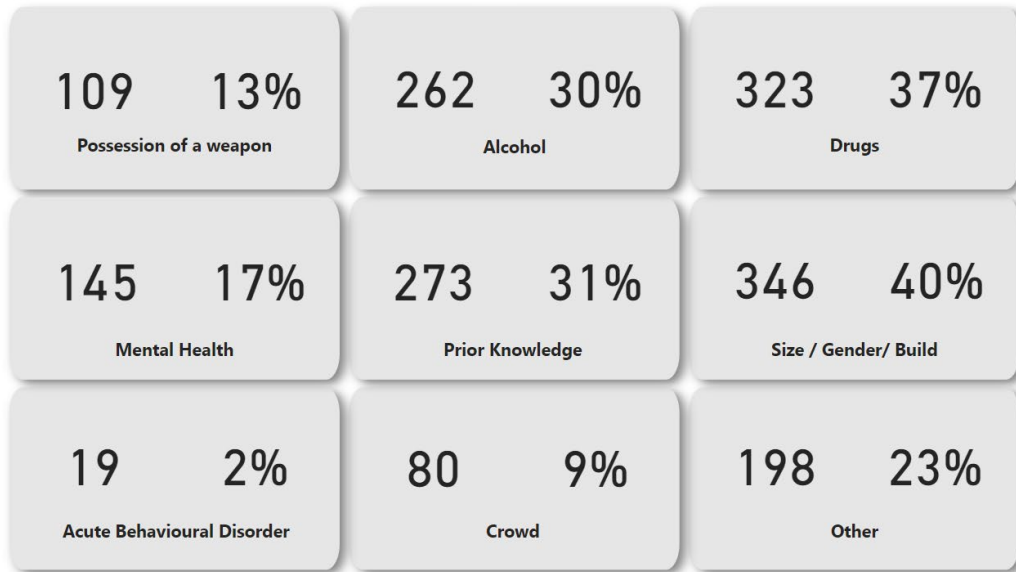 109 13%
Possession of a weapon
262 30%
Alcohol
323 37%
Drugs
145 17%
Mental Health
273 31%
Prior Knowledge
346 40%
Size / Gender/ Build
19 2%
Acute Behavioural Disorder
80 9%
Crowd
198 23%
Other